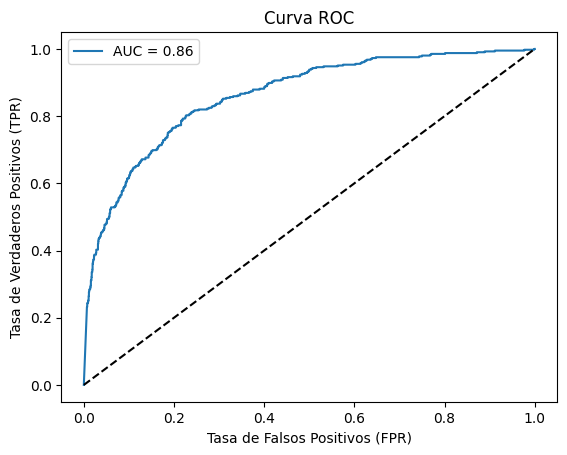 Curva ROC
AUC = 0.86
Tasa de Verdaderos Positivos (TPR)
1.0
0.8
0.6
0.4
0.2
0.0
0.0 0.2 0.4 0.6 0.8 1.0
Tasa de Falsos Positivos (FPR)